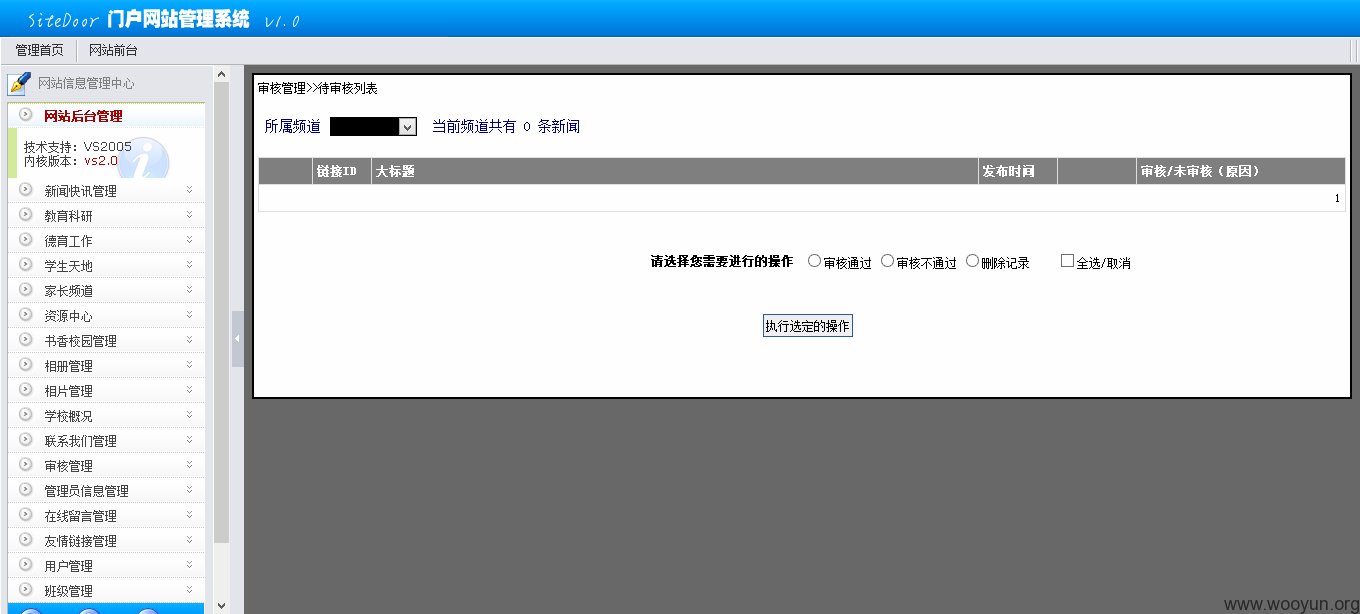 SiteDoor 门户网站管理系统 V1.0
管理首页 网站前台
网站信息管理中心
网站后台管理
技术支持：VS2005
内核版本：vs2.0
新闻快讯管理
教育科研
德育工作
学生天地
家长频道
资源中心
书香校园管理
相册管理
相片管理
学校概况
联系我们管理
审核管理
管理员信息管理
在线留言管理
友情链接管理
用户管理
班级管理
审核管理>>待审核列表
所属频道 当前频道共有 0 条新闻
链接ID 大标题 发布时间 审核/未审核（原因）
1
请选择您需要进行的操作 审核通过 审核不通过 删除记录 全选/取消
执行选定的操作
www.wooyun.org